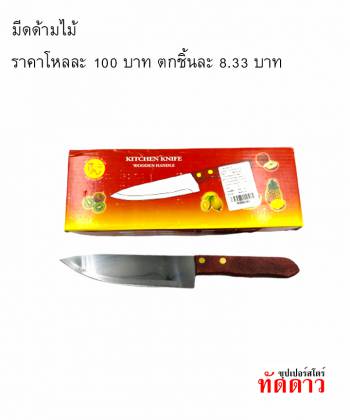 มีดด้ามไม้
ราคาโหลละ 100 บาท ตกชิ้นละ 8.33 บาท
KITCHEN KNIFE
WOODEN HANDLE
ซุปเปอร์สโตร์
ทัดดาว